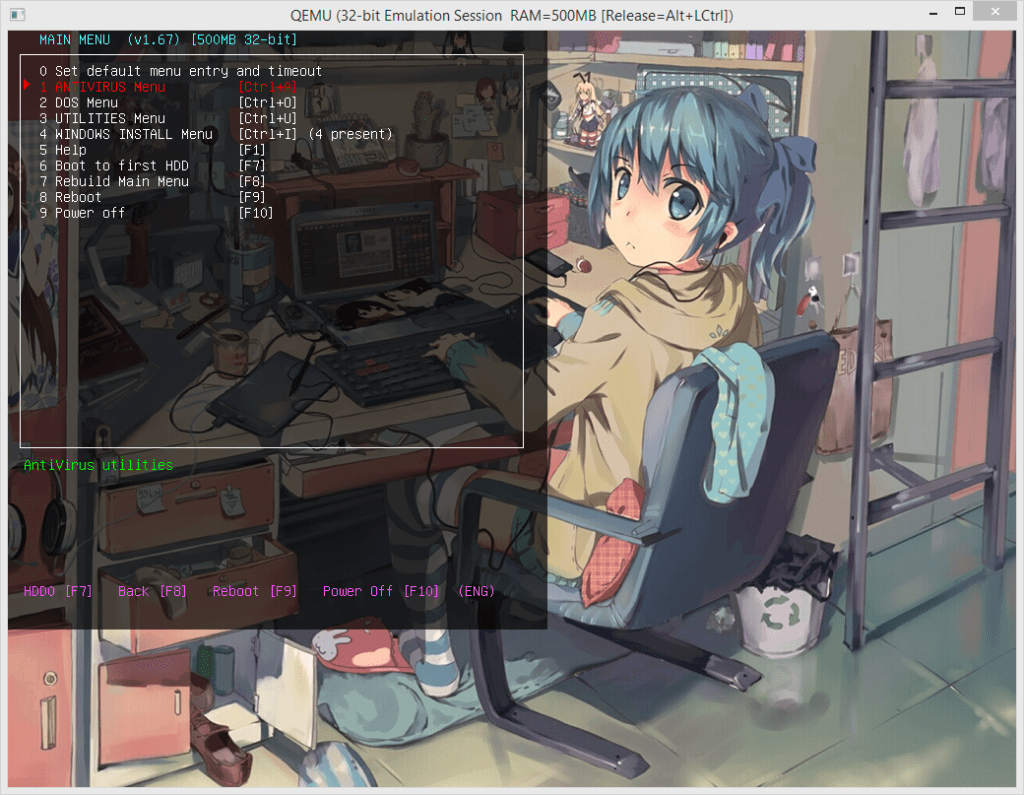 QEMU (32-bit Emulation Session  RAM=500MB [Release=Alt+LCtrl])
MAIN MENU  (v1.67) [500MB 32-bit]
0 Set default menu entry and timeout
1 ANTIVIRUS Menu [Ctrl+A]
2 DOS Menu [Ctrl+O]
3 UTILITIES Menu [Ctrl+U]
4 WINDOWS INSTALL Menu [Ctrl+I] (4 present)
5 Help [F1]
6 Boot to first HDD [F7]
7 Rebuild Main Menu [F8]
8 Reboot [F9]
9 Power off [F10]
AntiVirus utilities
HDD0 [F7] Back [F8] Reboot [F9] Power Off [F10] (ENG)